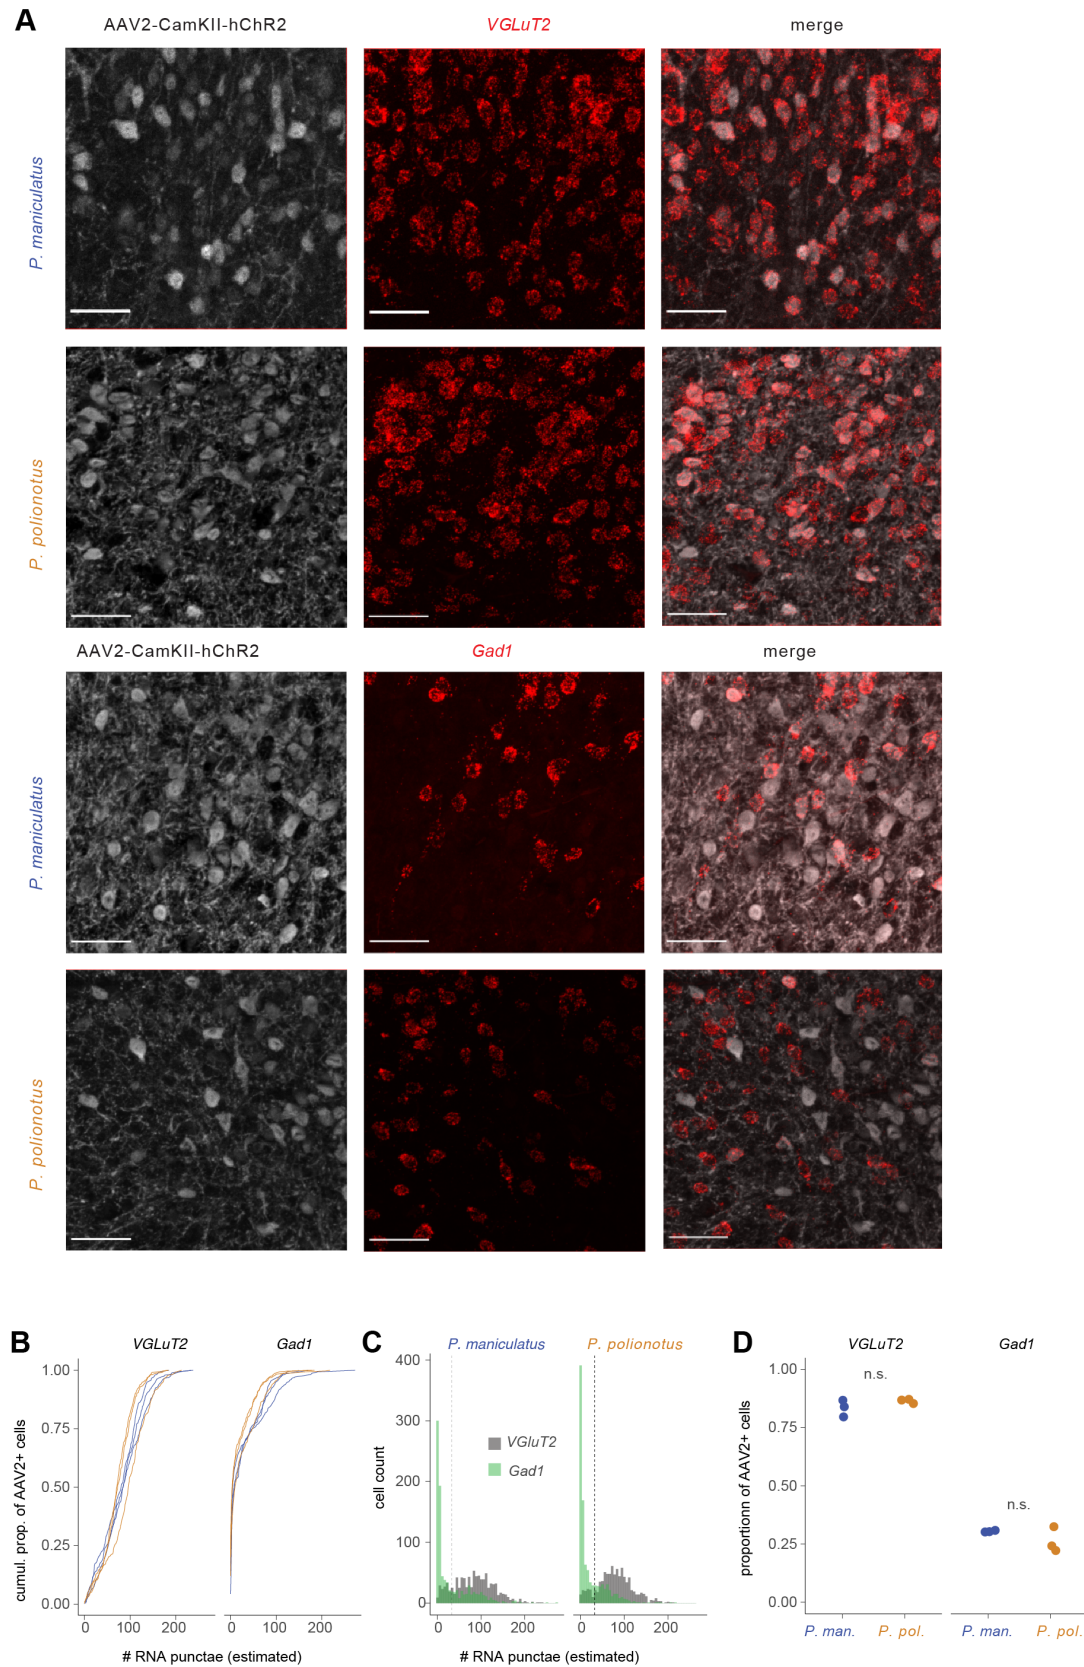 A
AAV2-CamKII-hChR2 VGLuT2 merge
P. maniculatus
P. polionotus
AAV2-CamKII-hChR2 Gad1 merge
P. maniculatus
P. polionotus
B
VGLuT2 Gad1
cumul. prop. of AAV2+ cells
1.00
0.75
0.50
0.25
0.00
0 100 200 0 100 200
# RNA punctae (estimated)
C
P. maniculatus P. polionotus
cell count
400
300
200
100
0
VGluT2
Gad1
0 100 200 0 100 200
# RNA punctae (estimated)
D
VGLuT2 Gad1
proportionn of AAV2+ cells
1.00
0.75
0.50
0.25
0.00
n.s.
n.s.
P. man. P. pol. P. man. P. pol.